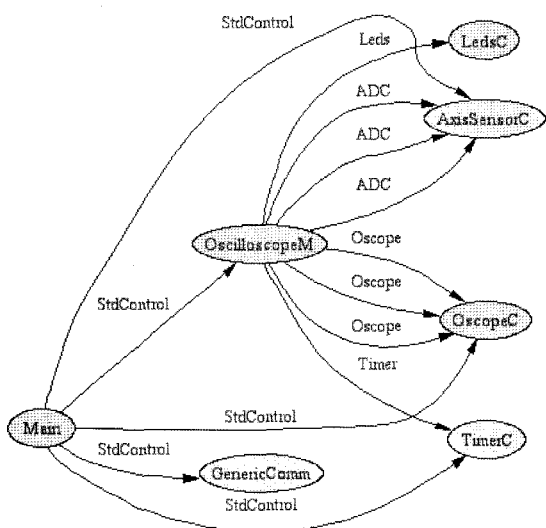 StdControl
Leds
LedsC
ADC
AxisSensorC
ADC
ADC
OscilloscopeM
Oscope
Oscope
StdControl
Oscope
OscopeC
Timer
Main
StdControl
TimerC
StdControl
GenericComm
StdControl